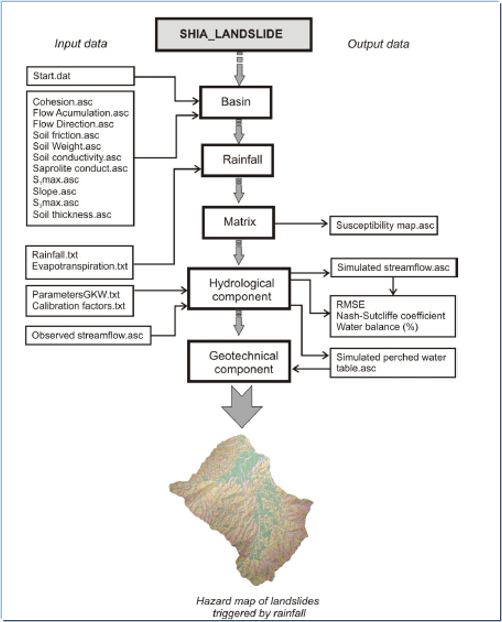 SHIA_LANDSLIDE
Input data
Output data
Start.dat
Basin
Cohesion.asc
Flow Acumulation.asc
Flow Direction.asc
Soil friction.asc
Soil Weight.asc
Soil conductivity.asc
Saprolite conduct.asc
S₁max.asc
Slope.asc
S₃max.asc
Soil thickness.asc
Rainfall
Matrix
Susceptibility map.asc
Rainfall.txt
Evapotranspiration.txt
Hydrological
component
Simulated streamflow.asc
ParametersGKW.txt
Calibration factors.txt
RMSE
Nash-Sutcliffe coefficient
Water balance (%)
Observed streamflow.asc
Geotechnical
component
Simulated perched water
table.asc
Hazard map of landslides
triggered by rainfall